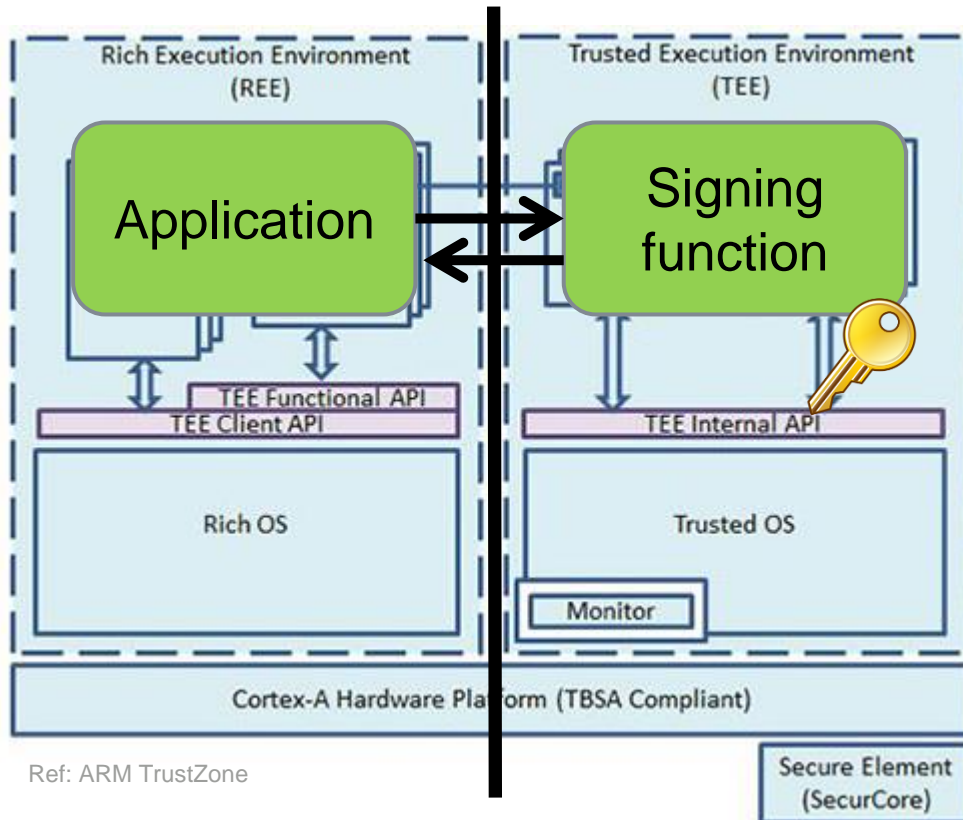 Rich Execution Environment
(REE)
Trusted Execution Environment
(TEE)
Application
Signing
function
TEE Functional API
TEE Client API
TEE Internal API
Rich OS
Trusted OS
Monitor
Cortex-A Hardware Platform (TBSA Compliant)
Ref: ARM TrustZone
Secure Element
(SecurCore)